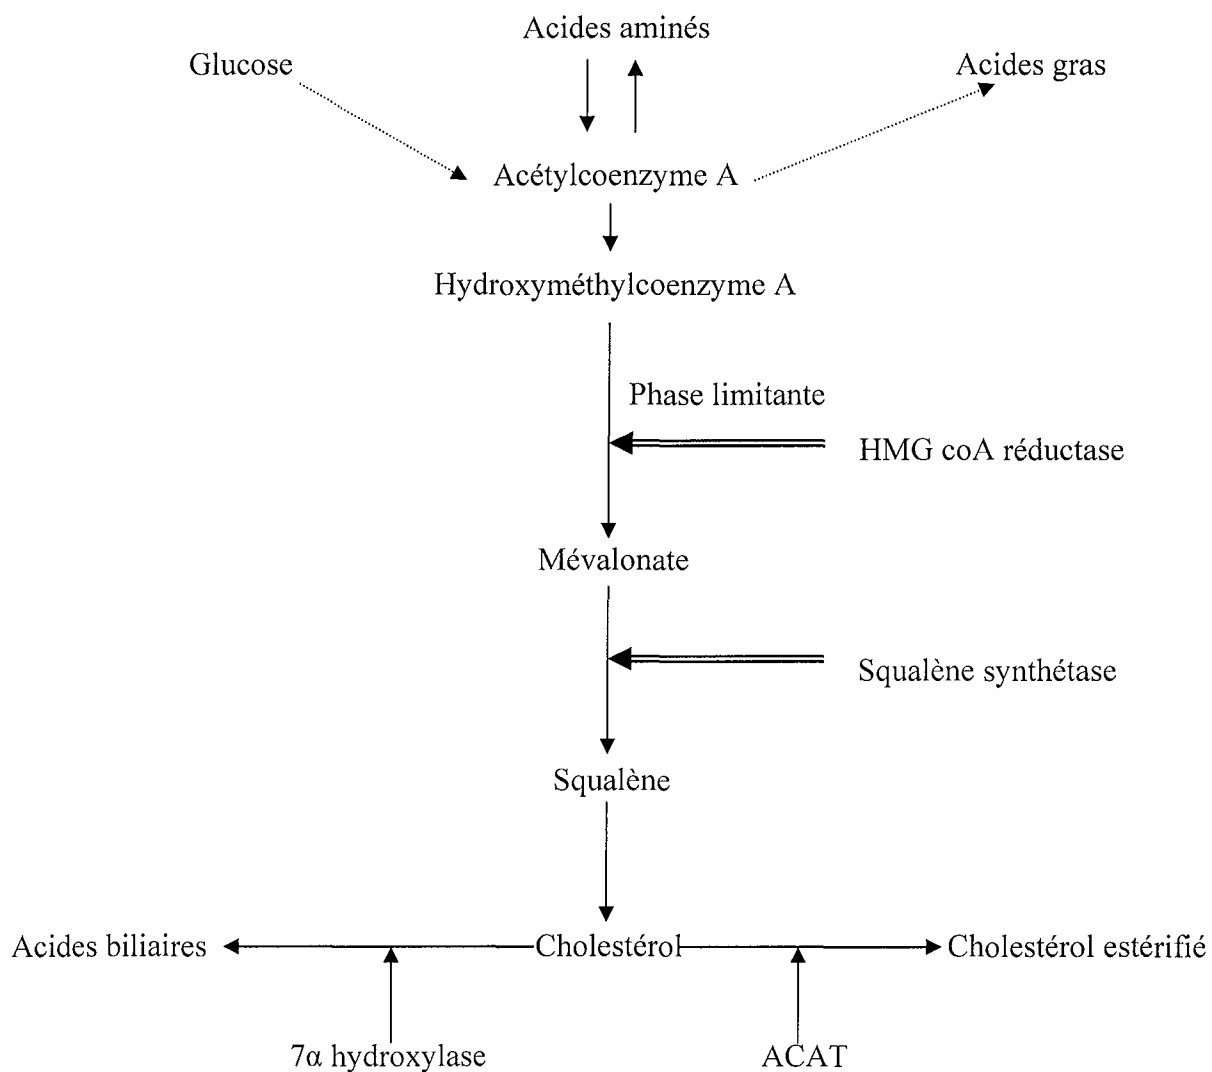 Acides aminés
Glucose
Acides gras
Acétylcoenzyme A
Hydroxyméthylcoenzyme A
Phase limitante
HMG coA réductase
Mévalonate
Squalène synthétase
Squalène
Acides biliaires
Cholestérol
Cholestérol estérifié
7α hydroxylase
ACAT